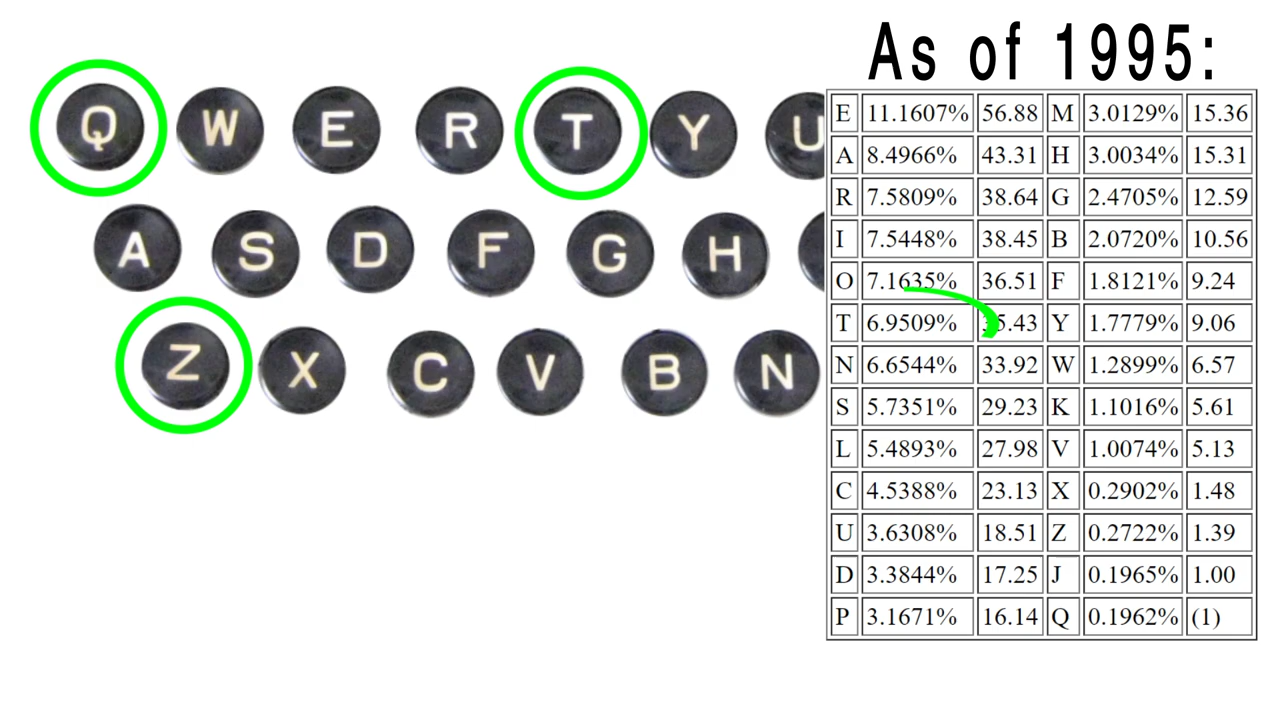 As of 1995:
Q W E R T Y U
A S D F G H
Z X C V B N
E 11.1607% 56.88 M 3.0129% 15.36
A 8.4966% 43.31 H 3.0034% 15.31
R 7.5809% 38.64 G 2.4705% 12.59
I 7.5448% 38.45 B 2.0720% 10.56
O 7.1635% 36.51 F 1.8121% 9.24
T 6.9509% 35.43 Y 1.7779% 9.06
N 6.6544% 33.92 W 1.2899% 6.57
S 5.7351% 29.23 K 1.1016% 5.61
L 5.4893% 27.98 V 1.0074% 5.13
C 4.5388% 23.13 X 0.2902% 1.48
U 3.6308% 18.51 Z 0.2722% 1.39
D 3.3844% 17.25 J 0.1965% 1.00
P 3.1671% 16.14 Q 0.1962% (1)